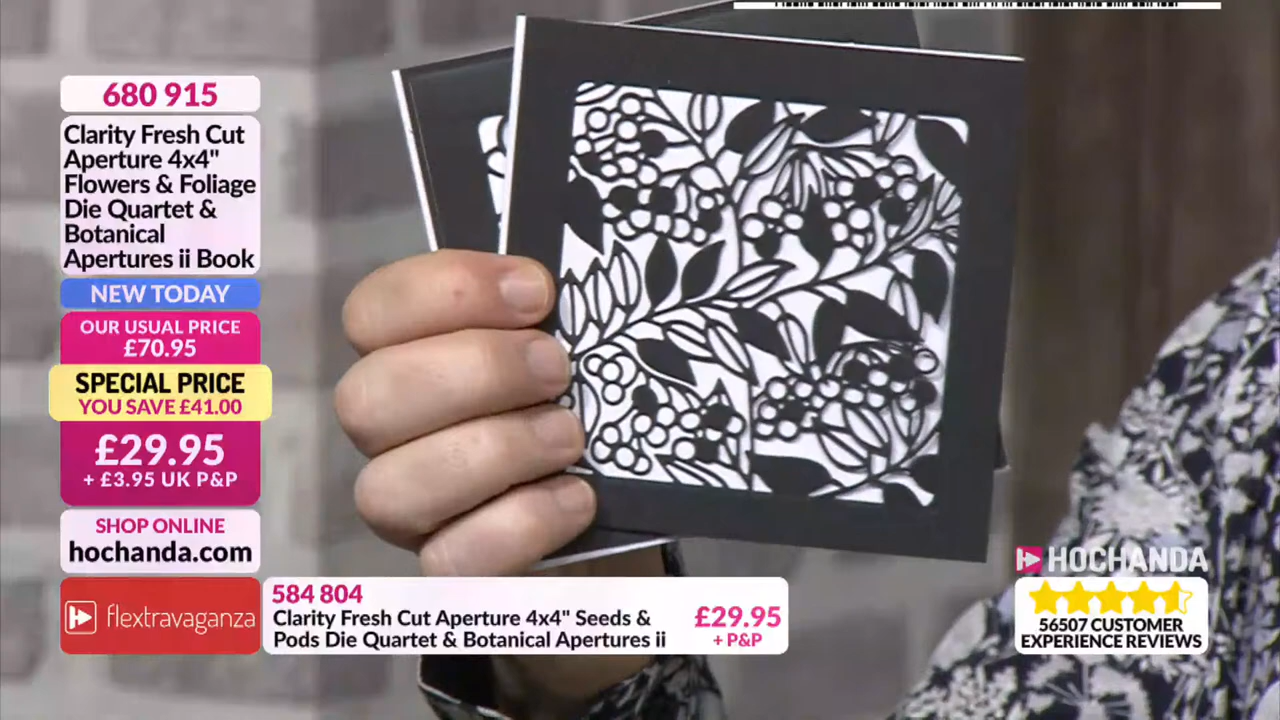 680 915
Clarity Fresh Cut
Aperture 4x4"
Flowers & Foliage
Die Quartet &
Botanical
Apertures ii Book
NEW TODAY
OUR USUAL PRICE
£70.95
SPECIAL PRICE
YOU SAVE £41.00
£29.95
+ £3.95 UK P&P
SHOP ONLINE
hochanda.com
flextravaganza
584 804
Clarity Fresh Cut Aperture 4x4" Seeds &
Pods Die Quartet & Botanical Apertures ii
£29.95
+ P&P
HOCHANDA
56507 CUSTOMER
EXPERIENCE REVIEWS